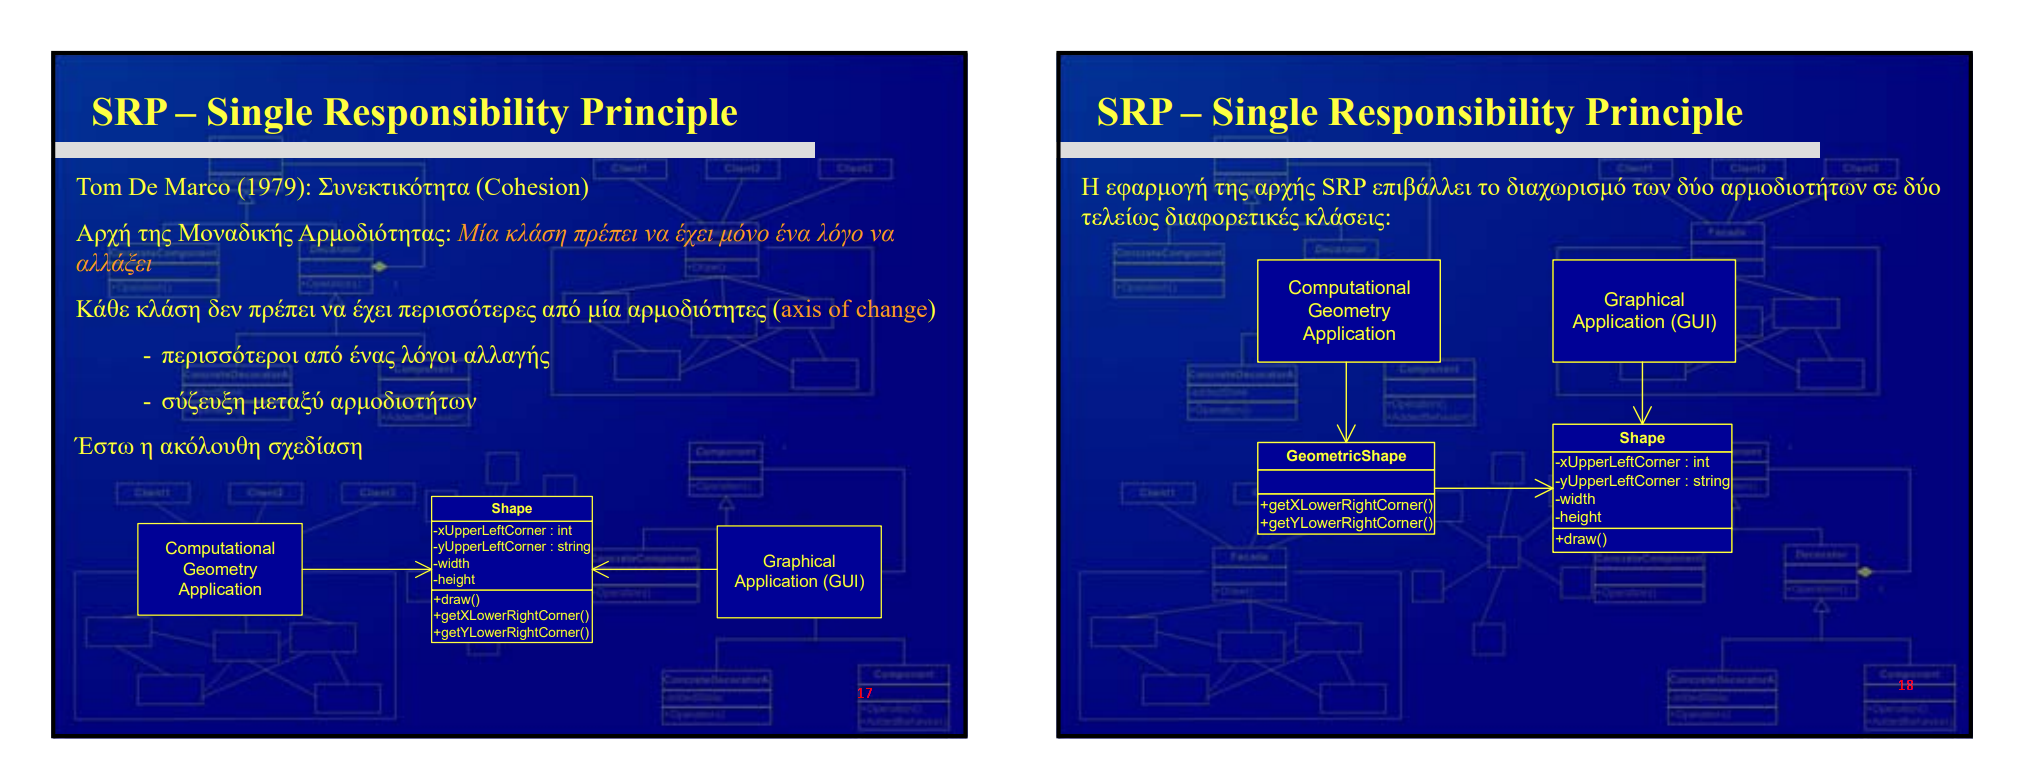 SRP – Single Responsibility Principle
Tom De Marco (1979): Συνεκτικότητα (Cohesion)
Αρχή της Μοναδικής Αρμοδιότητας: Μία κλάση πρέπει να έχει μόνο ένα λόγο να
αλλάξει
Κάθε κλάση δεν πρέπει να έχει περισσότερες από μία αρμοδιότητες (axis of change)
- περισσότεροι από ένας λόγοι αλλαγής
- σύζευξη μεταξύ αρμοδιοτήτων
Έστω η ακόλουθη σχεδίαση
Computational
Geometry
Application
Shape
-xUpperLeftCorner : int
-yUpperLeftCorner : string
-width
-height
+draw()
+getXLowerRightCorner()
+getYLowerRightCorner()
Graphical
Application (GUI)
17
SRP – Single Responsibility Principle
Η εφαρμογή της αρχής SRP επιβάλλει το διαχωρισμό των δύο αρμοδιοτήτων σε δύο
τελείως διαφορετικές κλάσεις:
Computational
Geometry
Application
Graphical
Application (GUI)
GeometricShape
+getXLowerRightCorner()
+getYLowerRightCorner()
Shape
-xUpperLeftCorner : int
-yUpperLeftCorner : string
-width
-height
+draw()
18